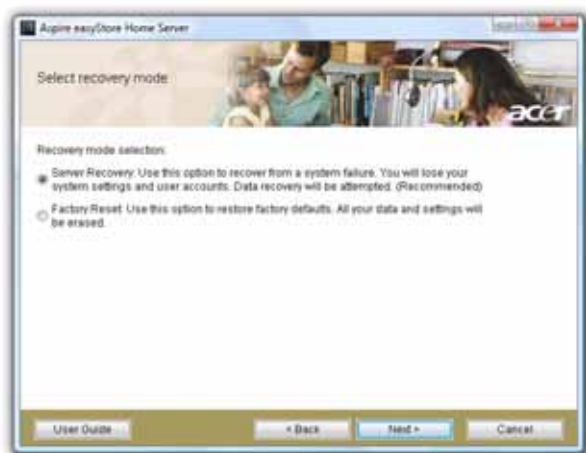 Aspire easyStore Home Server
Select recovery mode
acer
Recovery mode selection:
Server Recovery: Use this option to recover from a system failure. You will lose your
system settings and user accounts. Data recovery will be attempted. (Recommended)
Factory Reset: Use this option to restore factory defaults. All your data and settings will
be erased.
User Guide
< Back
Next >
Cancel